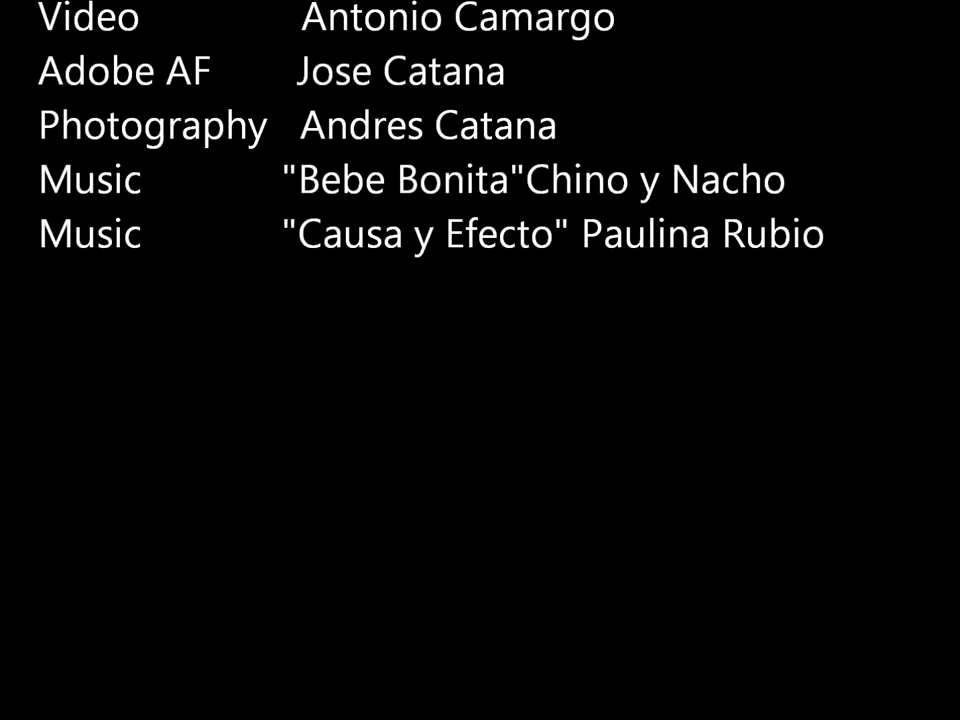 Video Antonio Camargo
Adobe AF Jose Catana
Photography Andres Catana
Music "Bebe Bonita"Chino y Nacho
Music "Causa y Efecto" Paulina Rubio